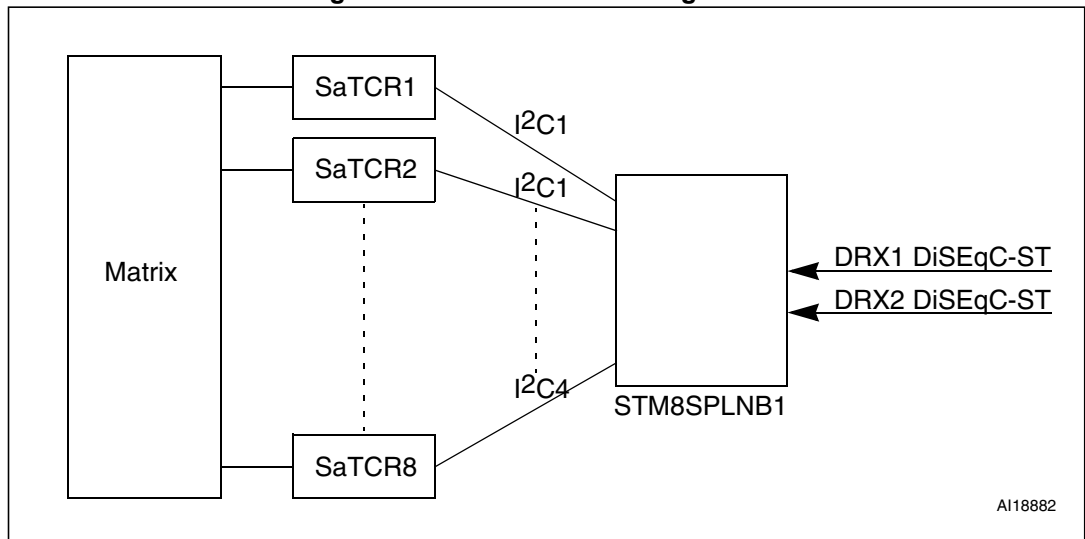 SaTCR1
I²C1
SaTCR2
I²C1
Matrix
DRX1 DiSEqC-ST
DRX2 DiSEqC-ST
I²C4
STM8SPLNB1
SaTCR8
AI18882